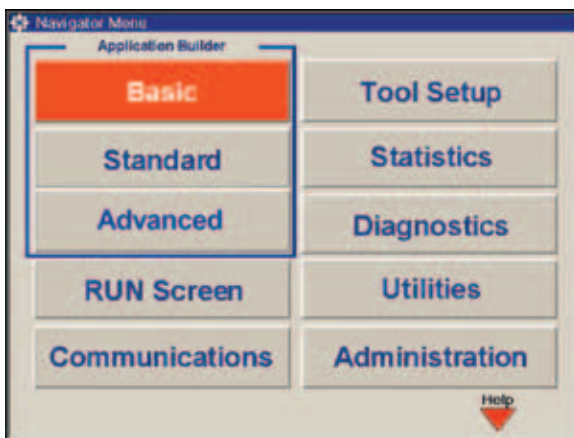 Navigator Menu
Application Builder
Basic
Standard
Advanced
RUN Screen
Communications
Tool Setup
Statistics
Diagnostics
Utilities
Administration
Help